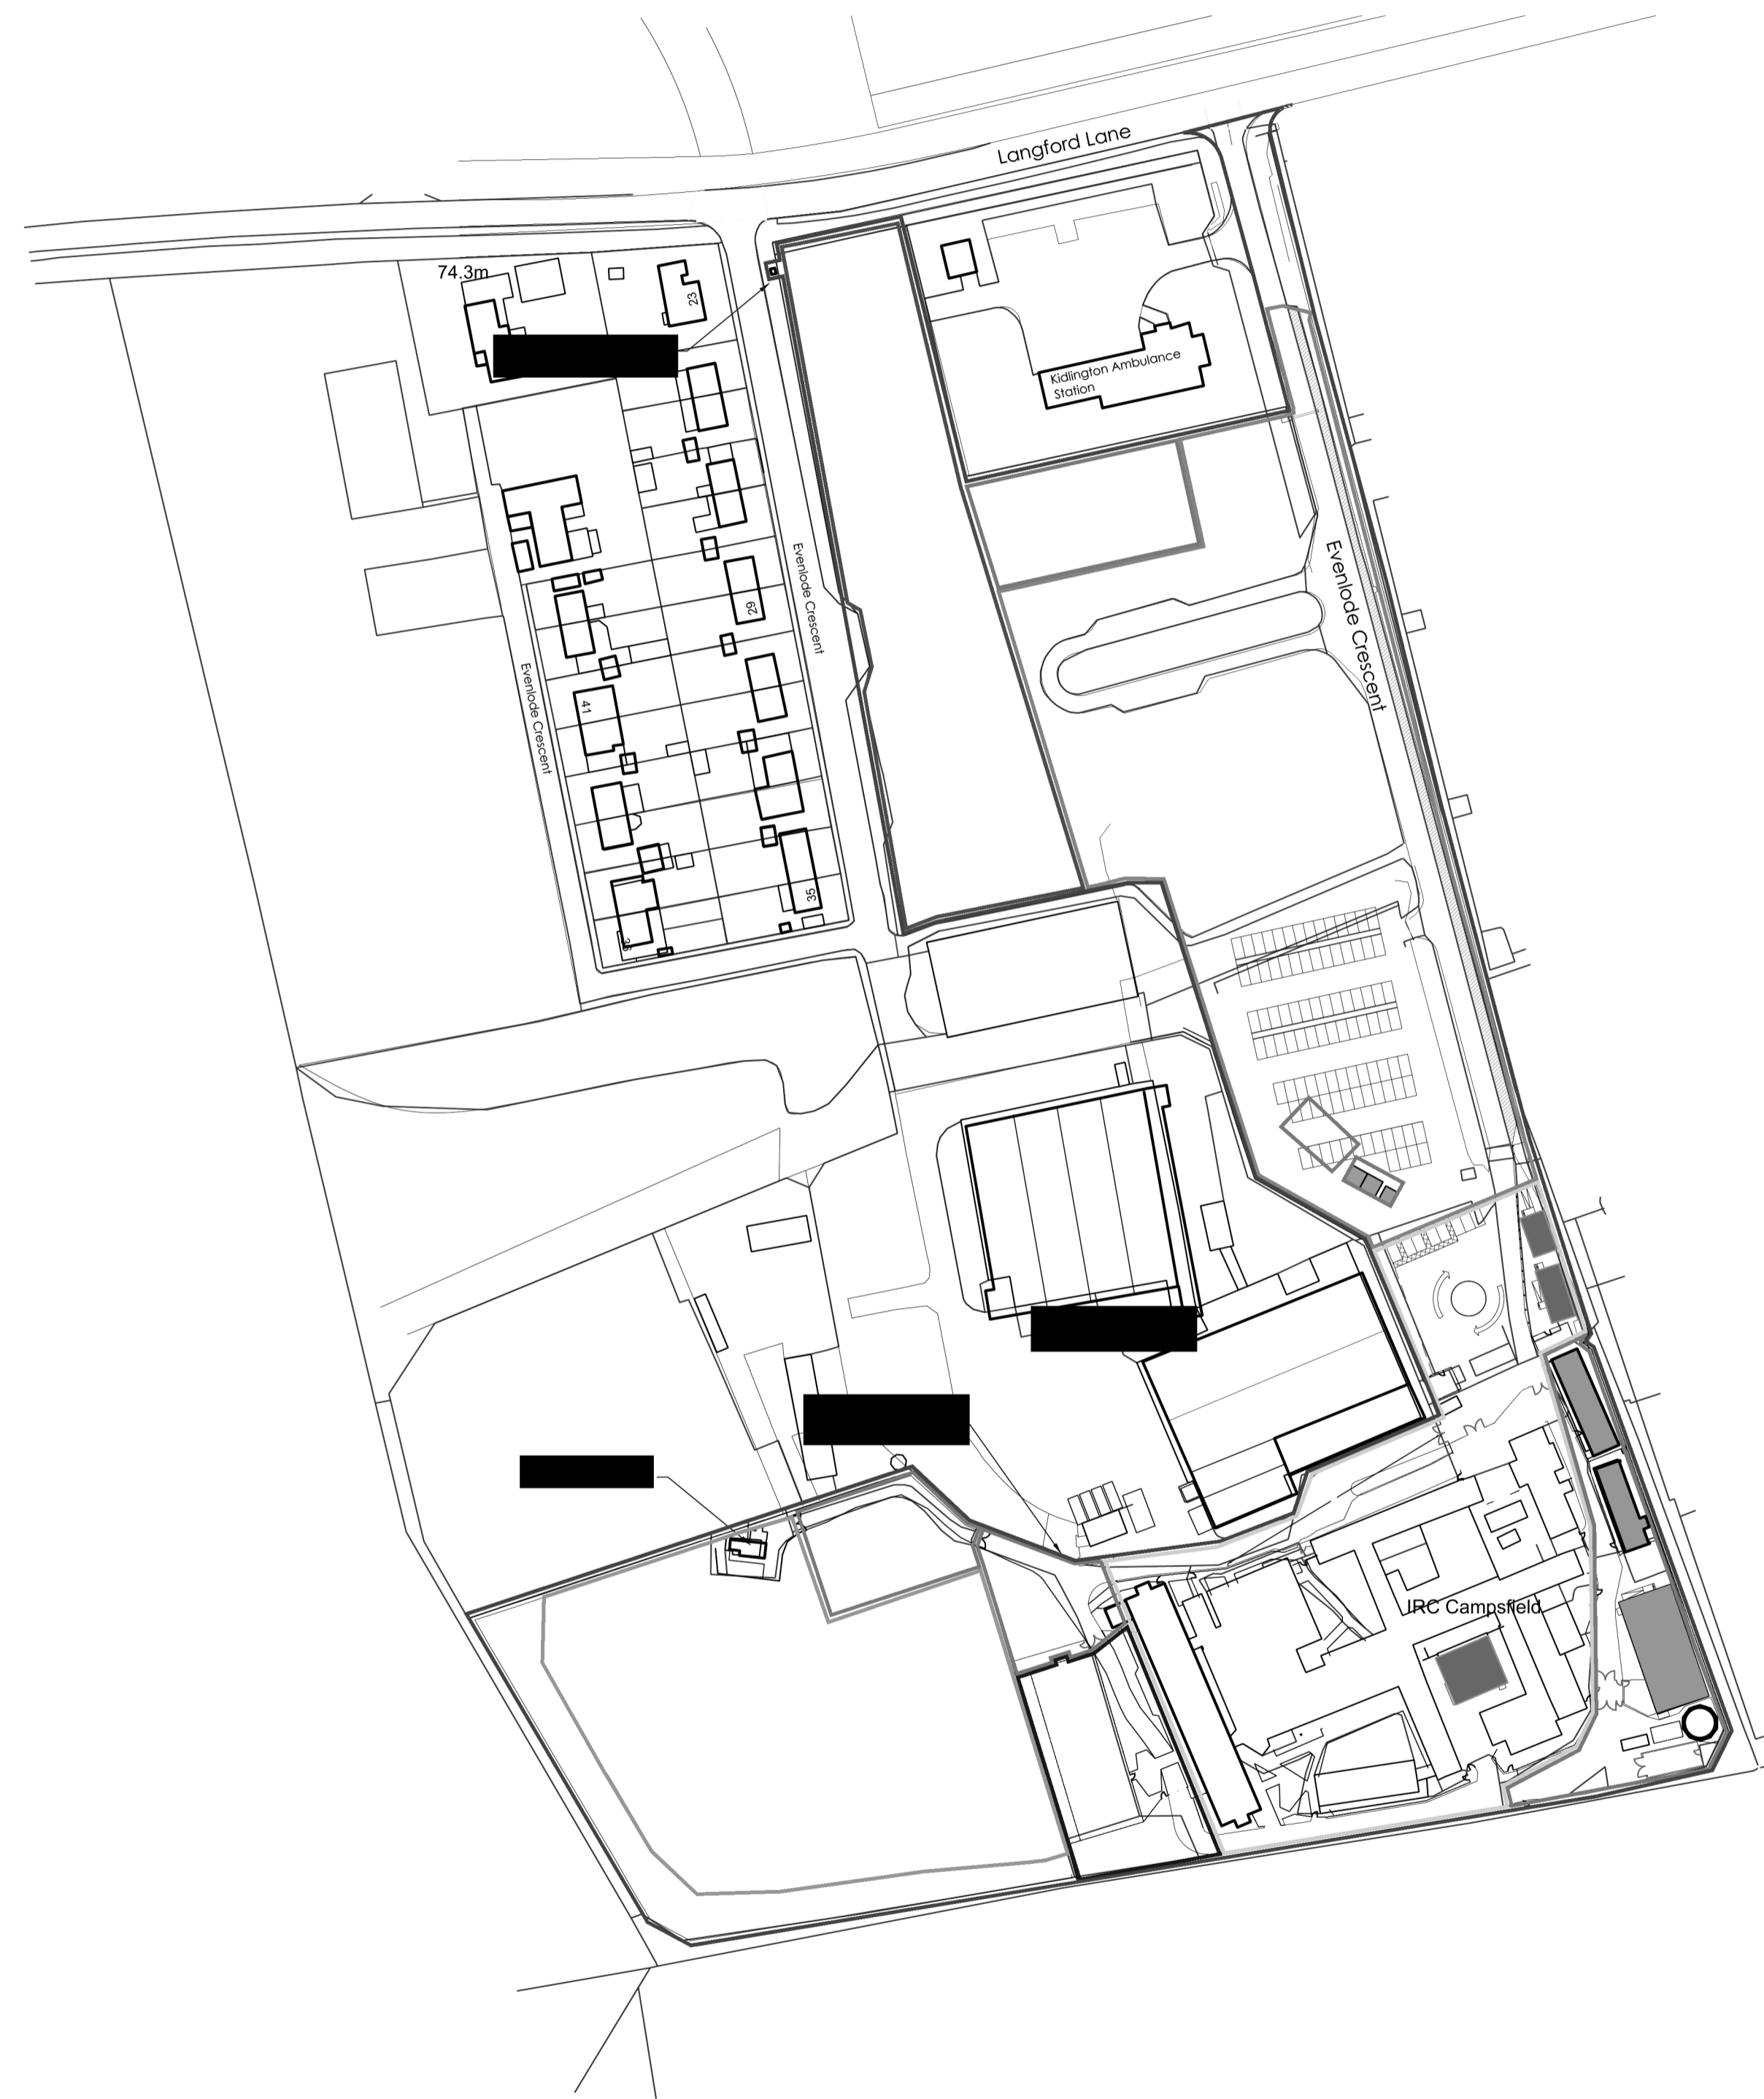 Langford Lane
74.3m
23
Kidlington Ambulance
Station
Evenlode Crescent
Evenlode Crescent
29
Evenlode Crescent
41
35
IRC Campsfield